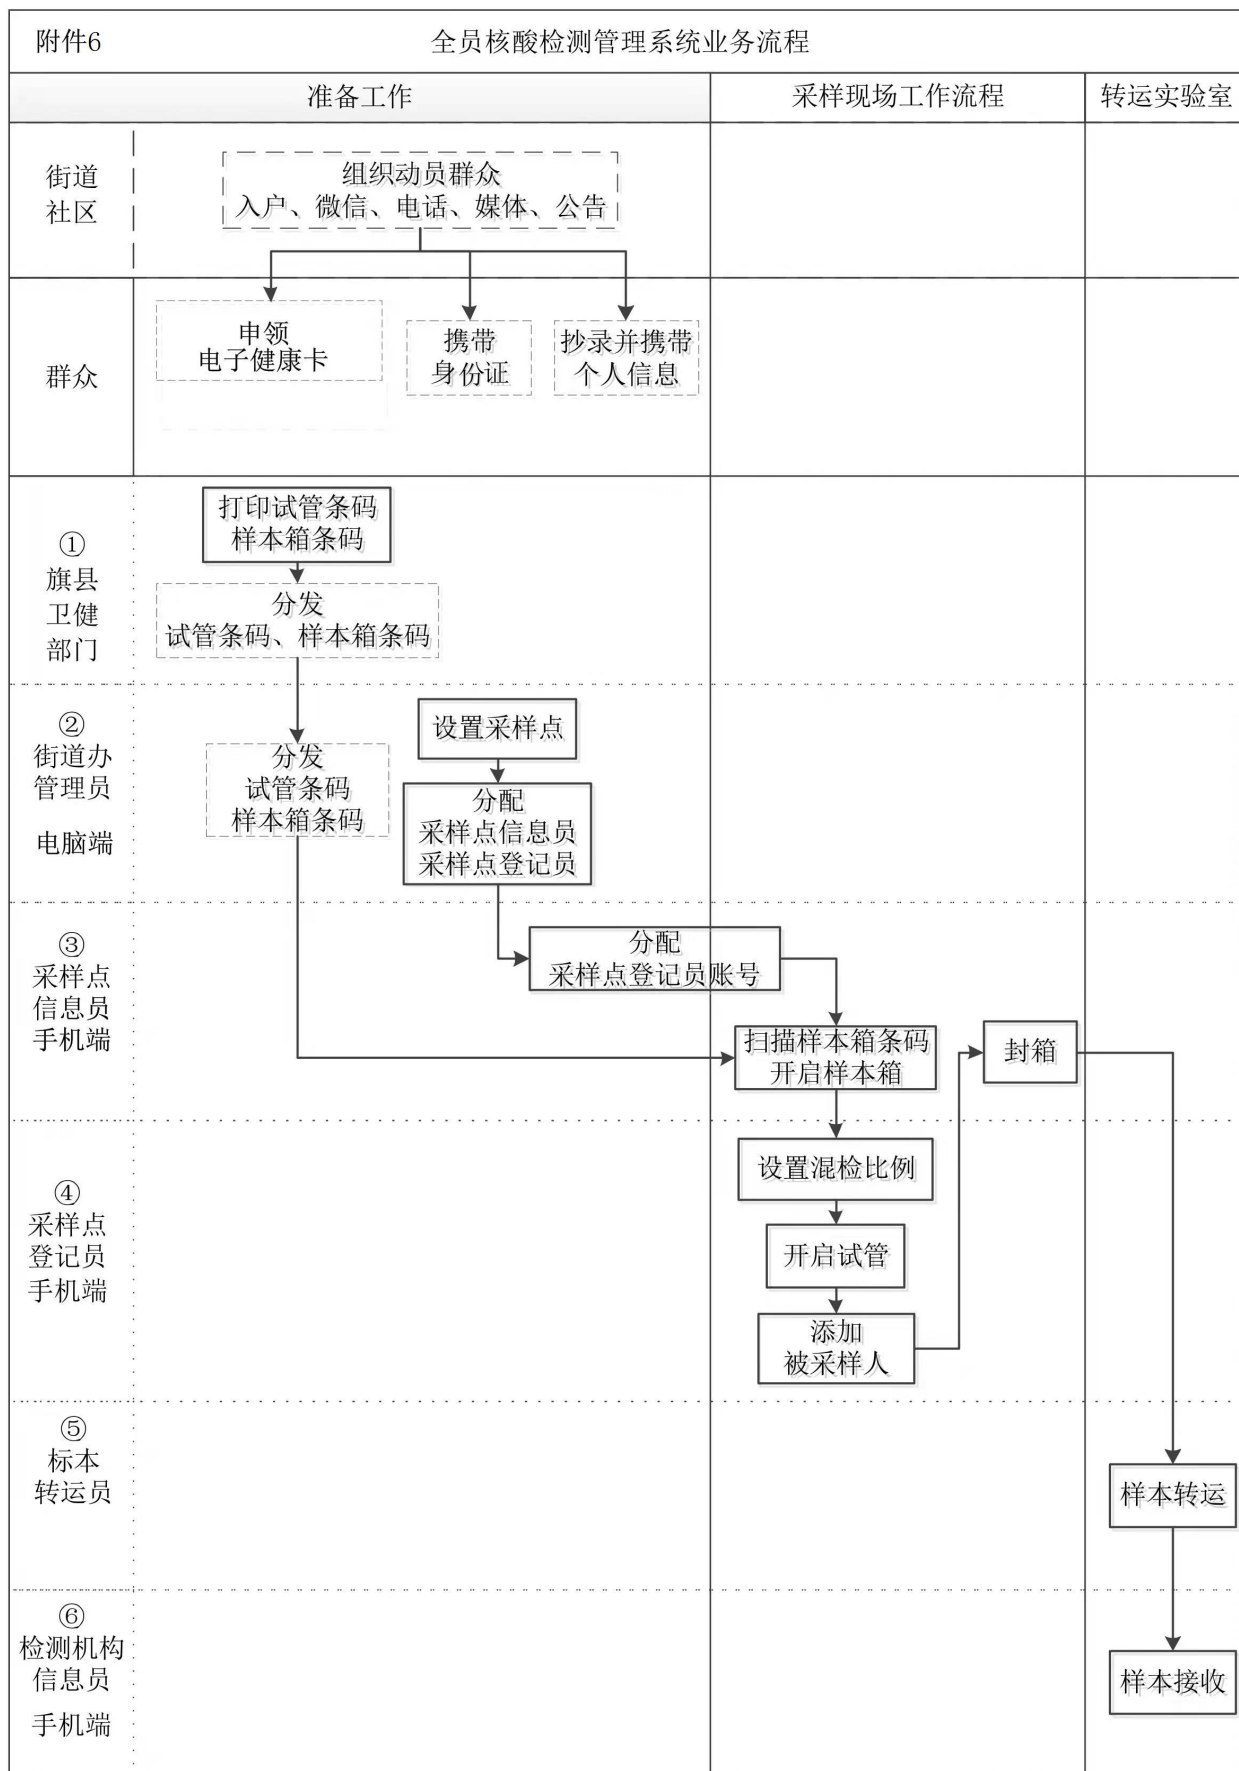 附件6
全员核酸检测管理系统业务流程
准备工作
采样现场工作流程
转运实验室
街道
社区
组织动员群众
入户、微信、电话、媒体、公告
群众
申领
电子健康卡
携带
身份证
抄录并携带
个人信息
①
旗县
卫健
部门
打印试管条码
样本箱条码
分发
试管条码、样本箱条码
②
街道办
管理员
电脑端
分发
试管条码
样本箱条码
设置采样点
分配
采样点信息员
采样点登记员
③
采样点
信息员
手机端
分配
采样点登记员账号
扫描样本箱条码
开启样本箱
封箱
④
采样点
登记员
手机端
设置混检比例
开启试管
添加
被采样人
⑤
标本
转运员
样本转运
⑥
检测机构
信息员
手机端
样本接收